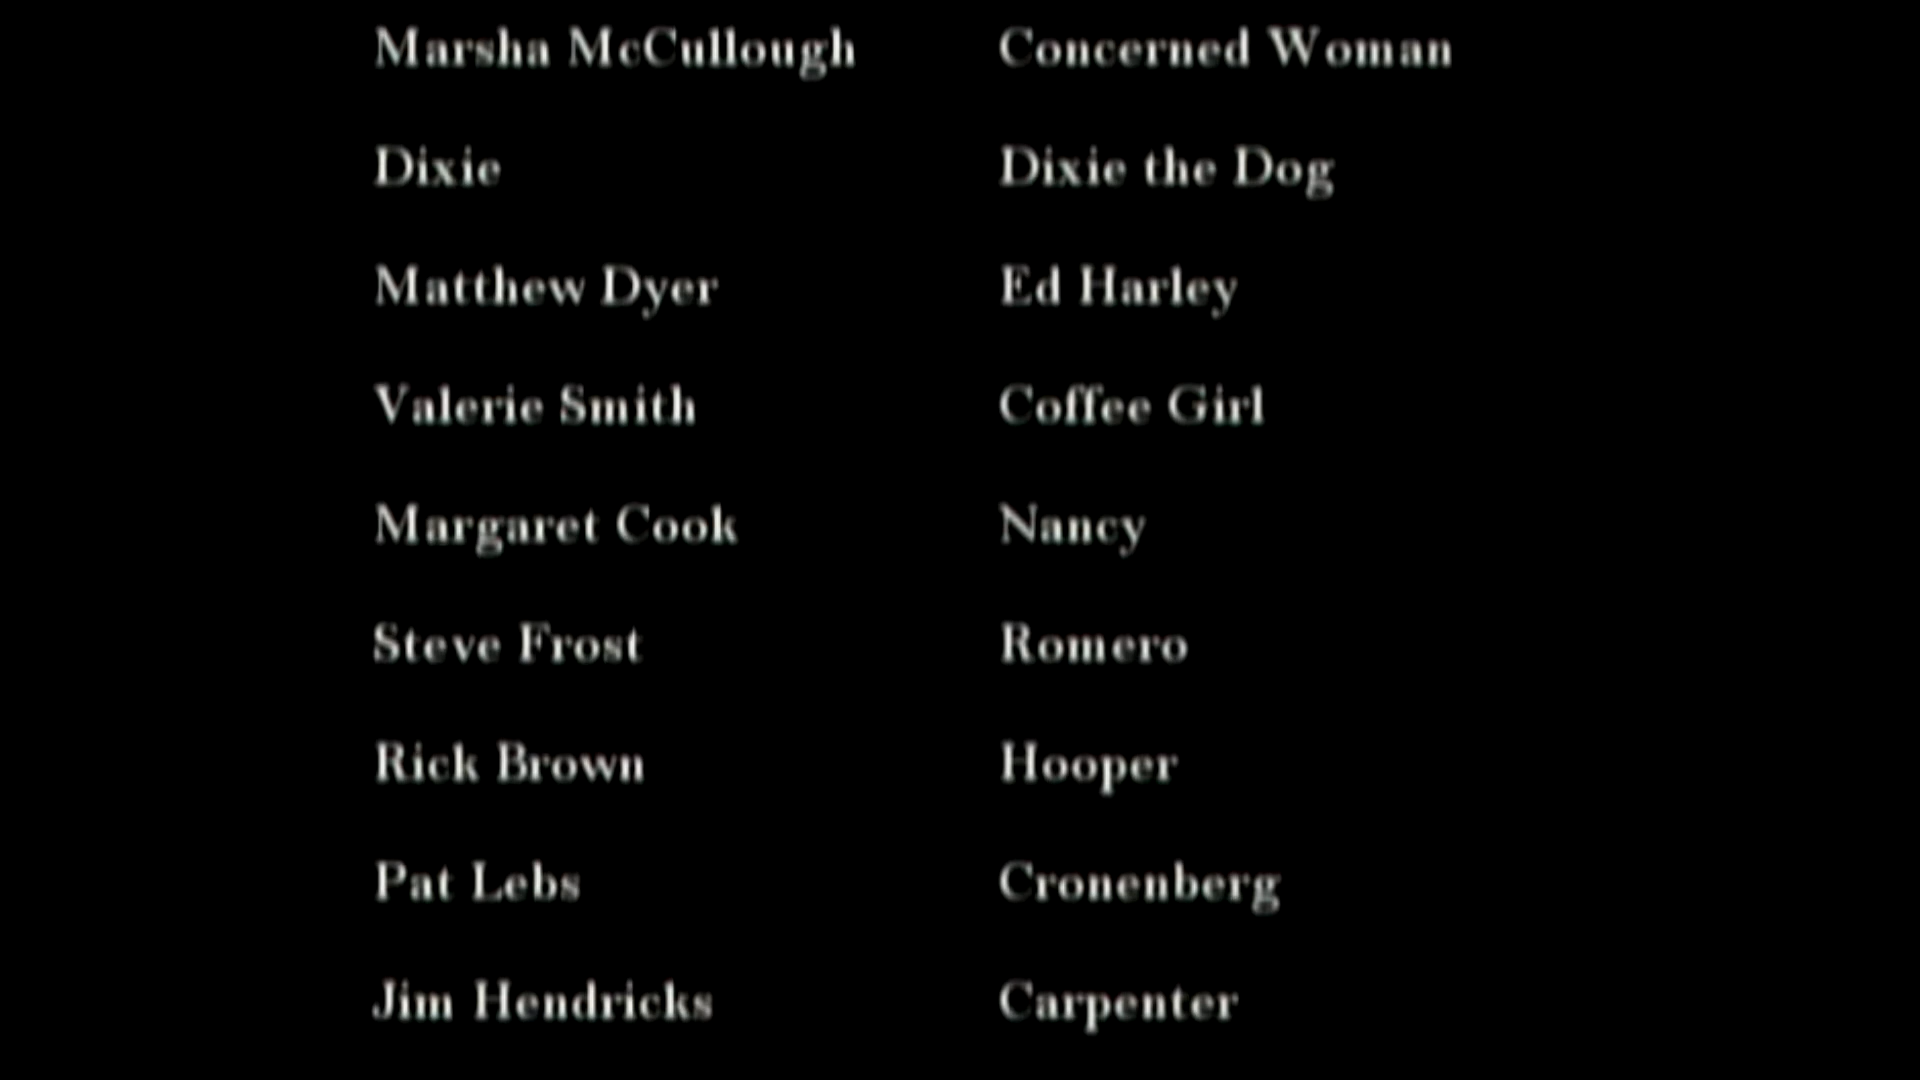 Marsha McCullough Concerned Woman
Dixie Dixie the Dog
Matthew Dyer Ed Harley
Valerie Smith Coffee Girl
Margaret Cook Nancy
Steve Frost Romero
Rick Brown Hooper
Pat Lebs Cronenberg
Jim Hendricks Carpenter